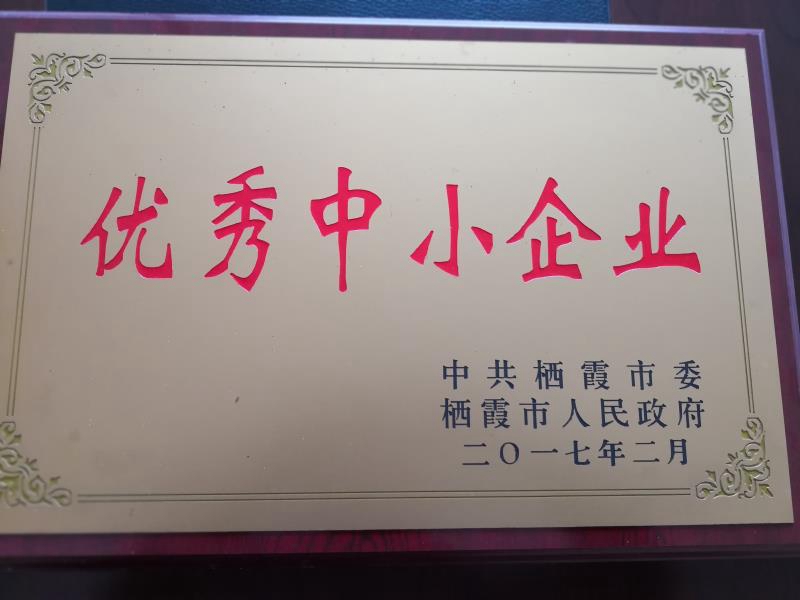 优秀中小企业
中共栖霞市委
栖霞市人民政府
二〇一七年二月